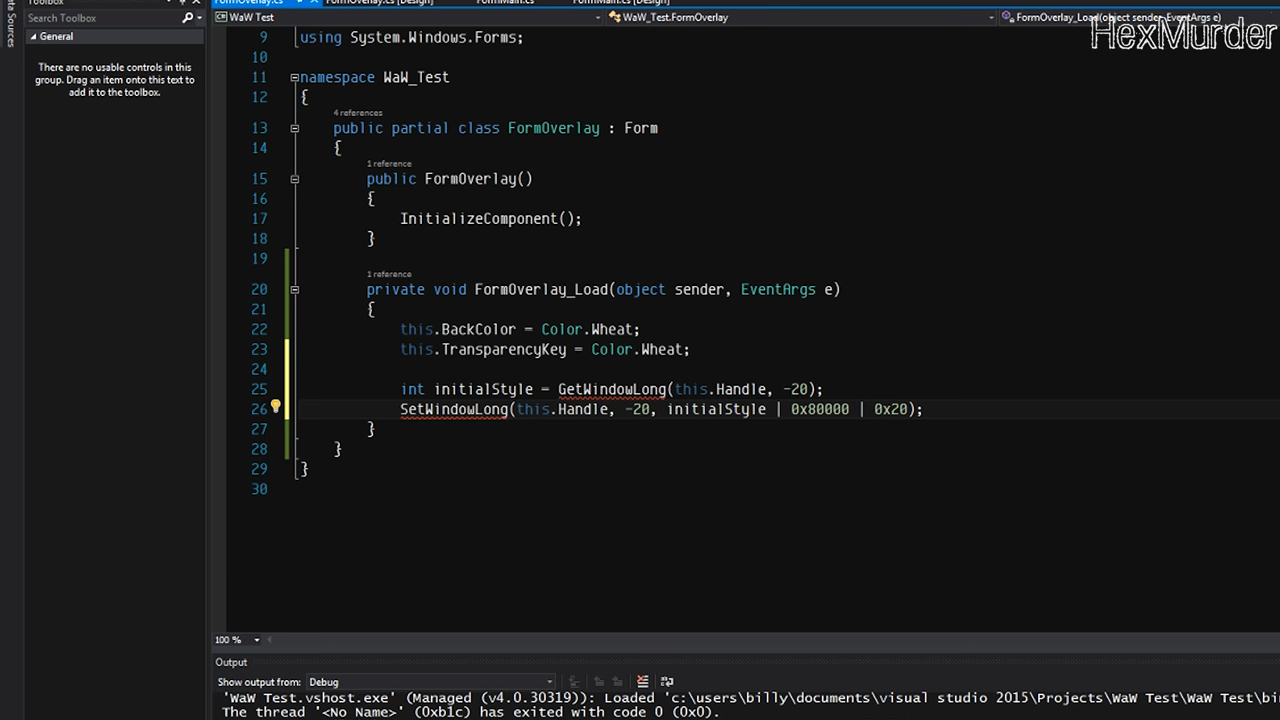 FormOverlay.cs
FormOverlay.cs [Design]
FormMain.cs
FormMain.cs [Design]
Toolbox
Search Toolbox
WaW Test
WaW_Test.FormOverlay
FormOverlay_Load(object sender, EventArgs e)
HexMurder
Data Sources
General
There are no usable controls in this
group. Drag an item onto this text to
add it to the toolbox.
9 using System.Windows.Forms;
10
11 namespace WaW_Test
12 {
4 references
13 public partial class FormOverlay : Form
14 {
1 reference
15 public FormOverlay()
16 {
17 InitializeComponent();
18 }
19
1 reference
20 private void FormOverlay_Load(object sender, EventArgs e)
21 {
22 this.BackColor = Color.Wheat;
23 this.TransparencyKey = Color.Wheat;
24
25 int initialStyle = GetWindowLong(this.Handle, -20);
26 SetWindowLong(this.Handle, -20, initialStyle | 0x80000 | 0x20);
27 }
28 }
29 }
30
100 %
Output
Show output from: Debug
'WaW Test.vshost.exe' (Managed (v4.0.30319)): Loaded 'c:\users\billy\documents\visual studio 2015\Projects\WaW Test\WaW Test\bi
The thread '<No Name>' (0xb1c) has exited with code 0 (0x0).